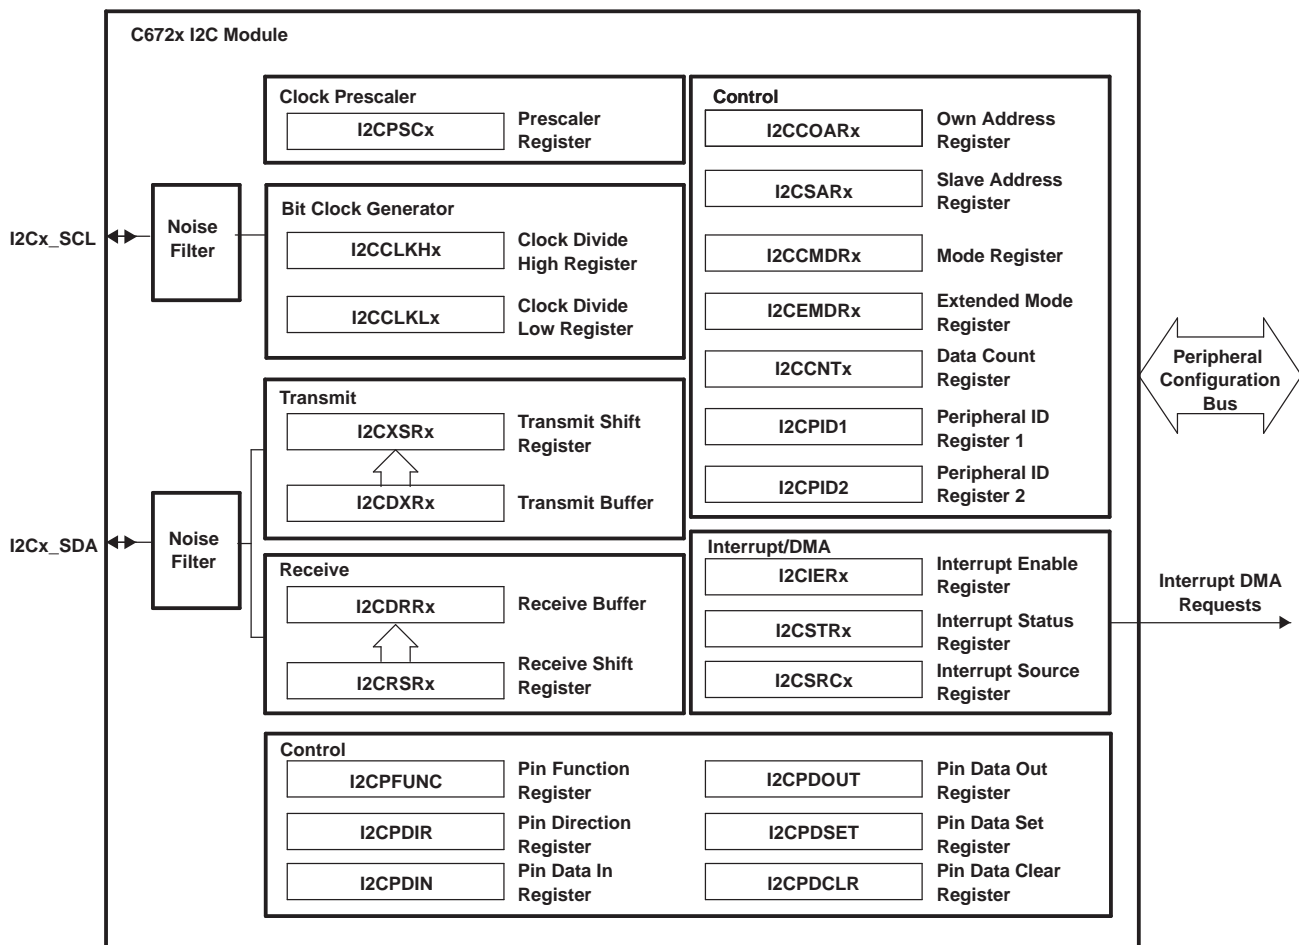 C672x I2C Module
Clock Prescaler
I2CPSCx
Prescaler
Register
Control
I2CCOARx
Own Address
Register
I2CSARx
Slave Address
Register
I2CCMDRx
Mode Register
I2CEMDRx
Extended Mode
Register
I2CCNTx
Data Count
Register
I2CPID1
Peripheral ID
Register 1
I2CPID2
Peripheral ID
Register 2
I2Cx_SCL
Noise
Filter
Bit Clock Generator
I2CCLKHx
Clock Divide
High Register
I2CCLKLx
Clock Divide
Low Register
Peripheral
Configuration
Bus
Transmit
I2CXSRx
Transmit Shift
Register
I2CDXRx
Transmit Buffer
I2Cx_SDA
Noise
Filter
Receive
I2CDRRx
Receive Buffer
I2CRSRx
Receive Shift
Register
Interrupt/DMA
I2CIERx
Interrupt Enable
Register
I2CSTRx
Interrupt Status
Register
I2CSRCx
Interrupt Source
Register
Interrupt DMA
Requests
Control
I2CPFUNC
Pin Function
Register
I2CPDIR
Pin Direction
Register
I2CPDIN
Pin Data In
Register
I2CPDOUT
Pin Data Out
Register
I2CPDSET
Pin Data Set
Register
I2CPDCLR
Pin Data Clear
Register